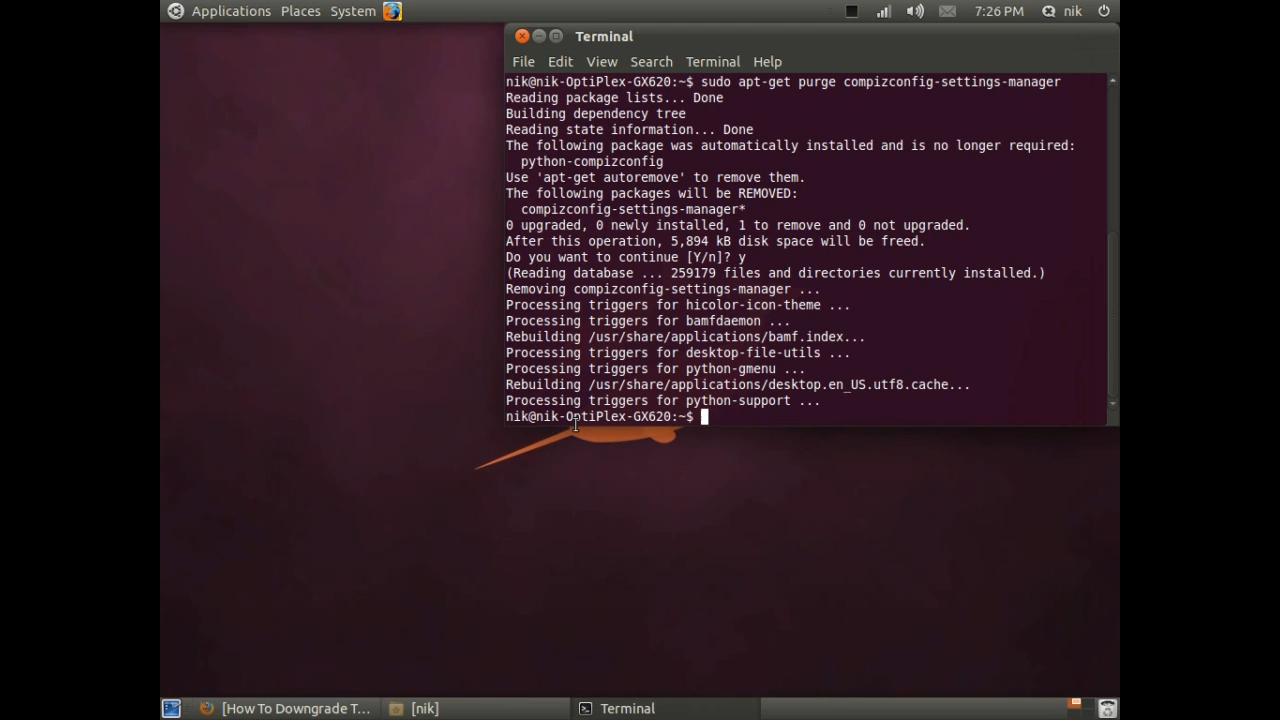 Applications Places System 7:26 PM nik
Terminal
File Edit View Search Terminal Help
nik@nik-OptiPlex-GX620:~$ sudo apt-get purge compizconfig-settings-manager
Reading package lists... Done
Building dependency tree
Reading state information... Done
The following package was automatically installed and is no longer required:
  python-compizconfig
Use 'apt-get autoremove' to remove them.
The following packages will be REMOVED:
  compizconfig-settings-manager*
0 upgraded, 0 newly installed, 1 to remove and 0 not upgraded.
After this operation, 5,894 kB disk space will be freed.
Do you want to continue [Y/n]? y
(Reading database ... 259179 files and directories currently installed.)
Removing compizconfig-settings-manager ...
Processing triggers for hicolor-icon-theme ...
Processing triggers for bamfdaemon ...
Rebuilding /usr/share/applications/bamf.index...
Processing triggers for desktop-file-utils ...
Processing triggers for python-gmenu ...
Rebuilding /usr/share/applications/desktop.en_US.utf8.cache...
Processing triggers for python-support ...
nik@nik-OptiPlex-GX620:~$
[How To Downgrade T... [nik] Terminal